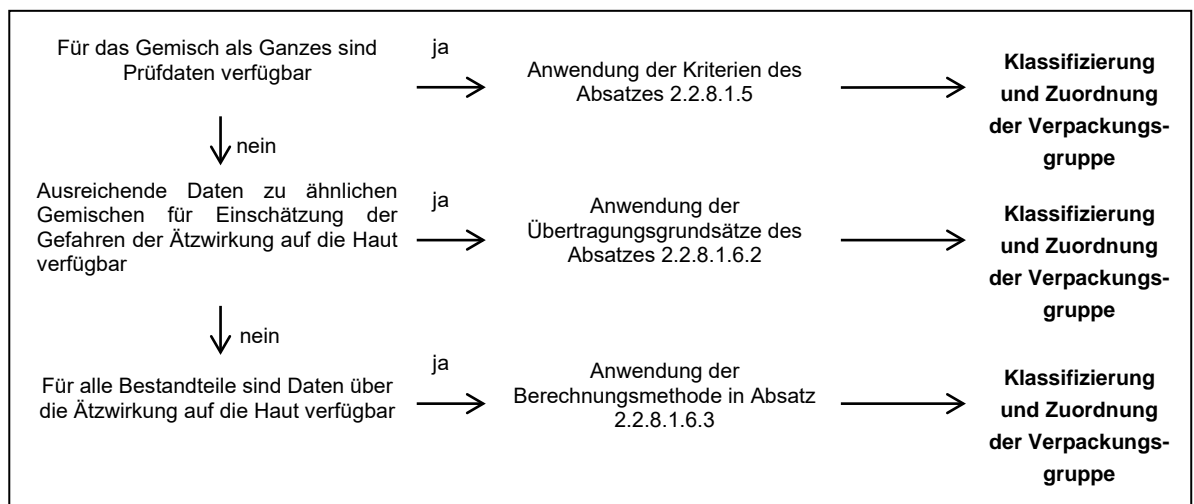 Für das Gemisch als Ganzes sind
Prüfdaten verfügbar
ja
Anwendung der Kriterien des
Absatzes 2.2.8.1.5
Klassifizierung
und Zuordnung
der Verpackungs-
gruppe
nein
Ausreichende Daten zu ähnlichen
Gemischen für Einschätzung der
Gefahren der Ätzwirkung auf die Haut
verfügbar
ja
Anwendung der
Übertragungsgrundsätze des
Absatzes 2.2.8.1.6.2
Klassifizierung
und Zuordnung
der Verpackungs-
gruppe
nein
Für alle Bestandteile sind Daten über
die Ätzwirkung auf die Haut verfügbar
ja
Anwendung der
Berechnungsmethode in Absatz
2.2.8.1.6.3
Klassifizierung
und Zuordnung
der Verpackungs-
gruppe